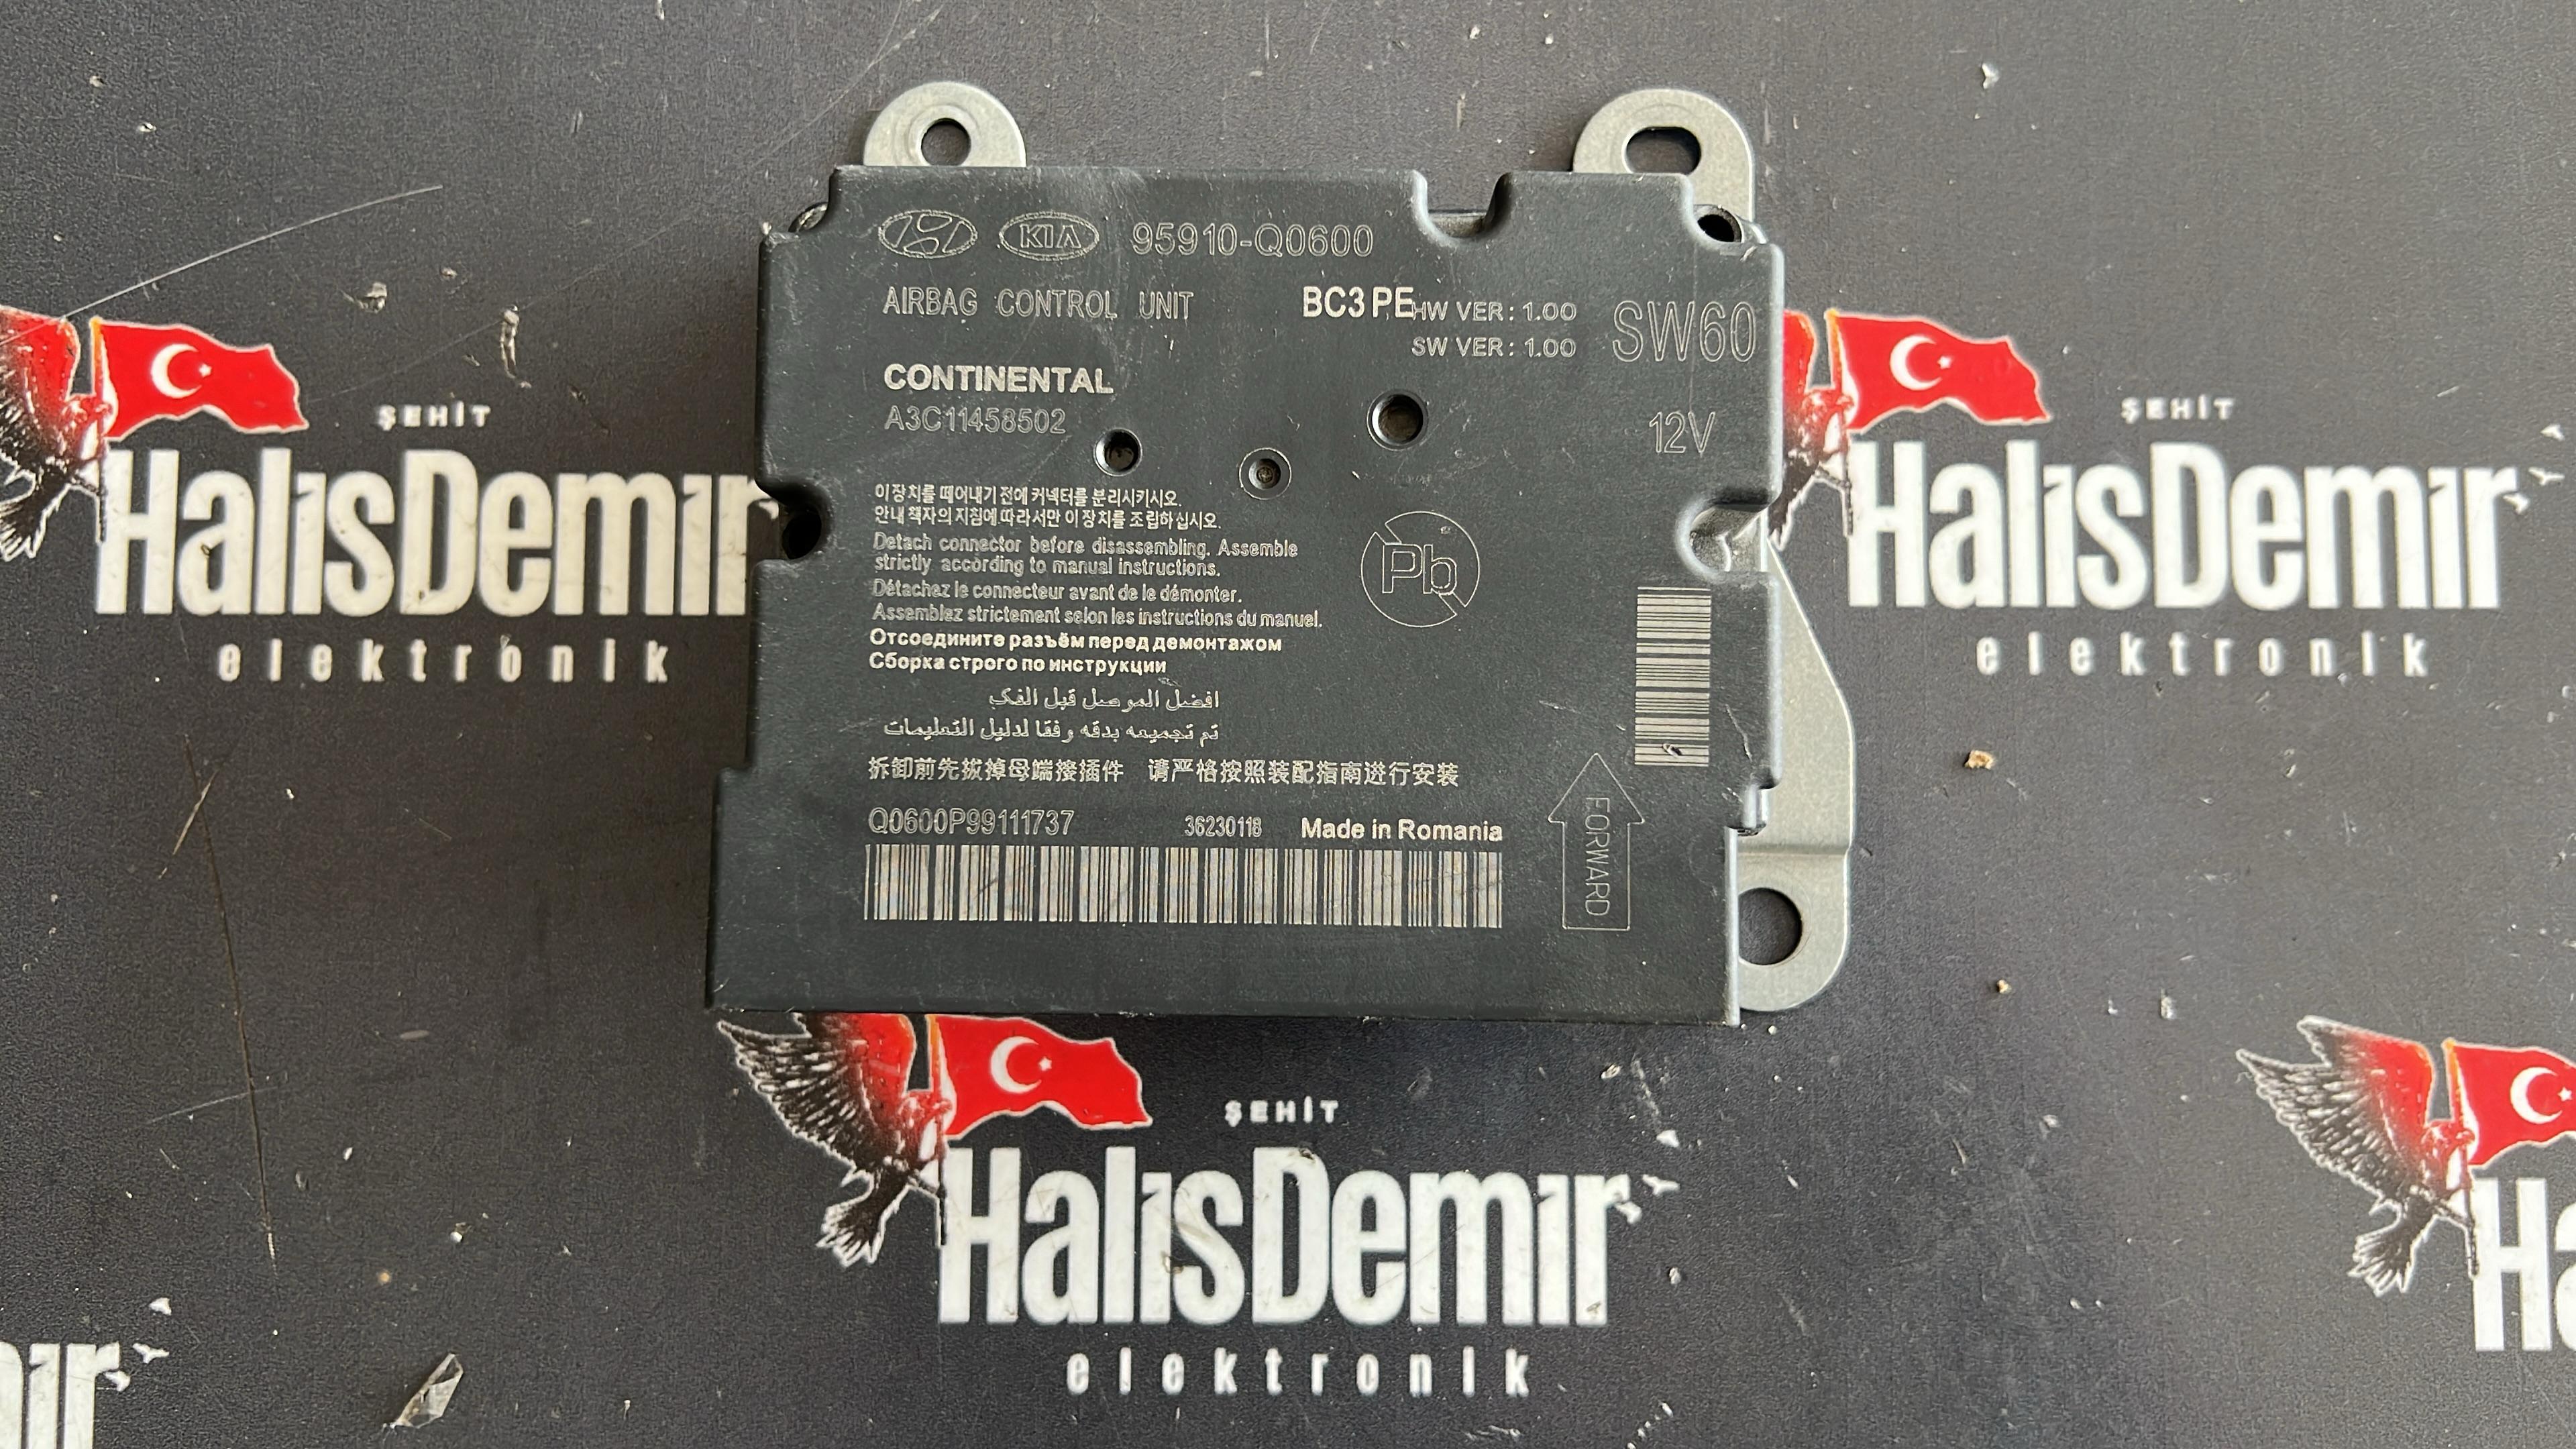 KIA 95910-Q0600
AIRBAG CONTROL UNIT BC3 PE HW VER : 1.00
SW VER : 1.00
SW60
CONTINENTAL
A3C11458502
12V
이 장치를 떼어내기 전에 커넥터를 분리시키시오.
안내 책자의 지침에 따라서만 이 장치를 조립하십시오.
Detach connector before disassembling. Assemble
strictly according to manual instructions.
Détachez le connecteur avant de le démonter.
Assemblez strictement selon les instructions du manuel.
Pb
Отсоедините разъём перед демонтажом
Сборка строго по инструкции
افضل الموصل قبل الفك
تم تجميعه بدقه وفقا لدليل التعليمات
拆卸前先拔掉母端接插件 请严格按照装配指南进行安装
Q0600P99111737 36230118 Made in Romania
FORWARD
ŞEHİT
HalısDemır
elektronik
ŞEHİT
HalısDemır
elektronik
ŞEHİT
HalısDemır
elektronik
Ha
ır